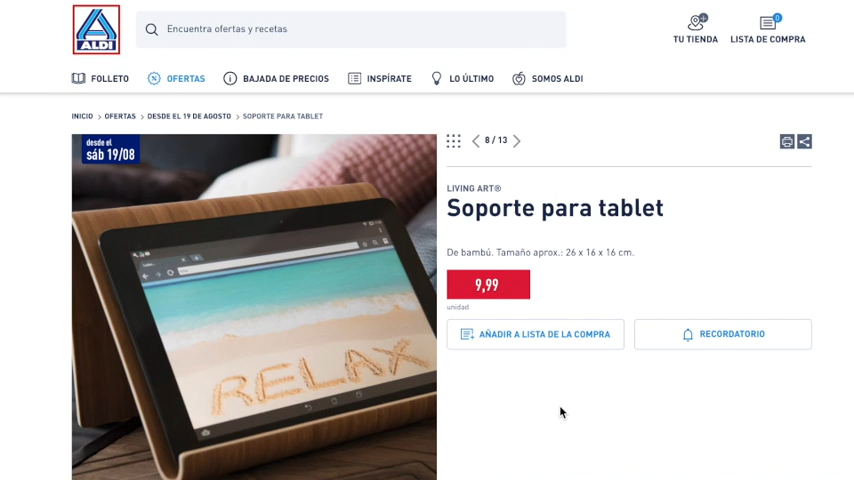 ALDI
Encuentra ofertas y recetas
TU TIENDA
0
LISTA DE COMPRA
FOLLETO
OFERTAS
BAJADA DE PRECIOS
INSPÍRATE
LO ÚLTIMO
SOMOS ALDI
INICIO > OFERTAS > DESDE EL 19 DE AGOSTO > SOPORTE PARA TABLET
desde el
sáb 19/08
RELAX
8 / 13
LIVING ART®
Soporte para tablet
De bambú. Tamaño aprox.: 26 x 16 x 16 cm.
9,99
unidad
AÑADIR A LISTA DE LA COMPRA
RECORDATORIO